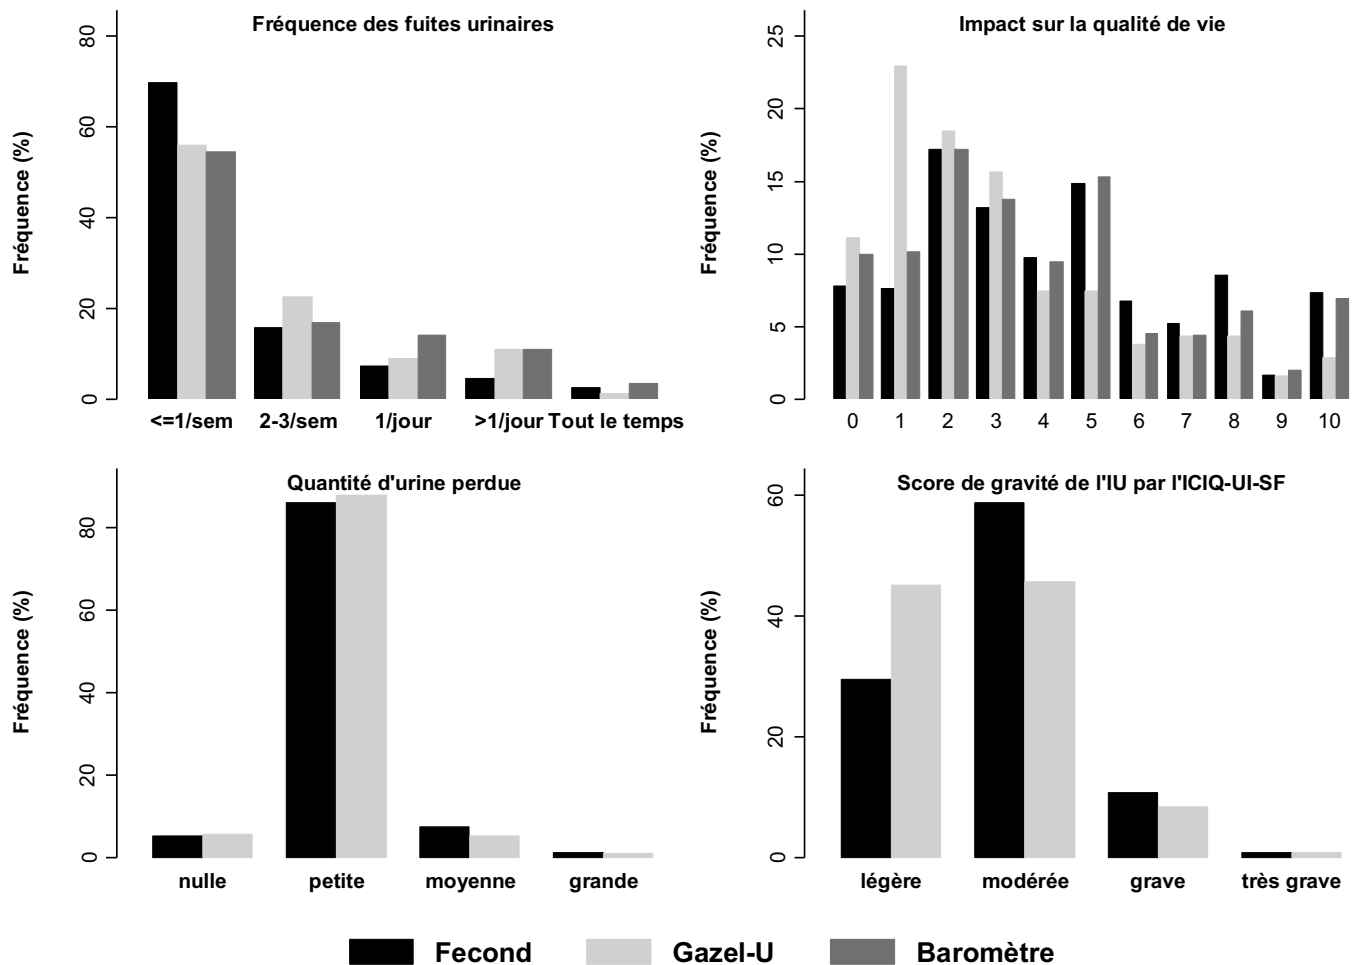 Fréquence des fuites urinaires
Fréquence (%)
80
60
40
20
0
<=1/sem 2-3/sem 1/jour >1/jour Tout le temps
Impact sur la qualité de vie
Fréquence (%)
25
20
15
10
5
0
0 1 2 3 4 5 6 7 8 9 10
Quantité d'urine perdue
Fréquence (%)
80
60
40
20
0
nulle petite moyenne grande
Score de gravité de l'IU par l'ICIQ-UI-SF
Fréquence (%)
60
40
20
0
légère modérée grave très grave
Fecond Gazel-U Baromètre